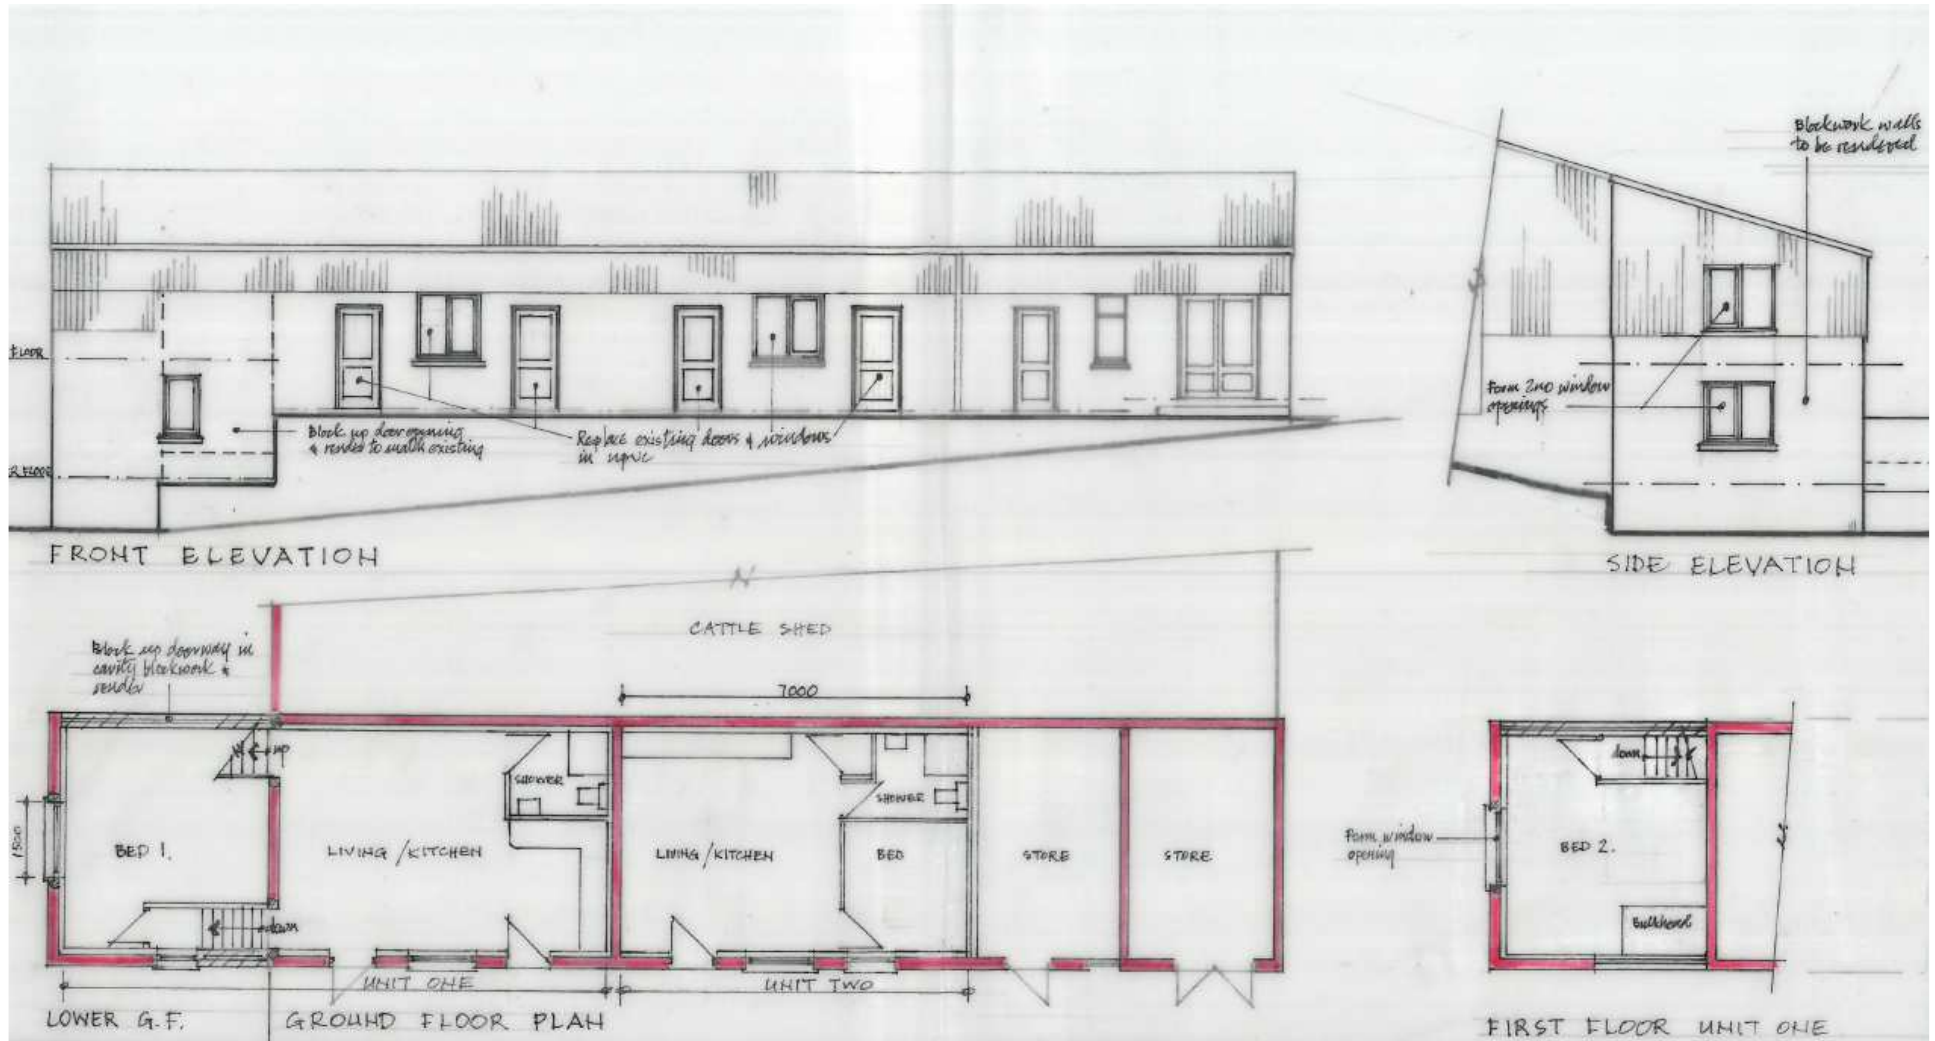 Blockwork walls
to be rendered
FLOOR
R FLOOR
Block up door opening
& render to match existing
Replace existing doors & windows
in upvc
Form 2no window
openings
FRONT ELEVATION
SIDE ELEVATION
CATTLE SHED
Block up doorway in
cavity blockwork &
render
7000
up
down
SHOWER
SHOWER
1500
BED 1.
LIVING/KITCHEN
LIVING/KITCHEN
BED
STORE
STORE
Form window
opening
BED 2.
Bulkhead
down
UNIT ONE
UNIT TWO
LOWER G.F.
GROUND FLOOR PLAN
FIRST FLOOR UNIT ONE